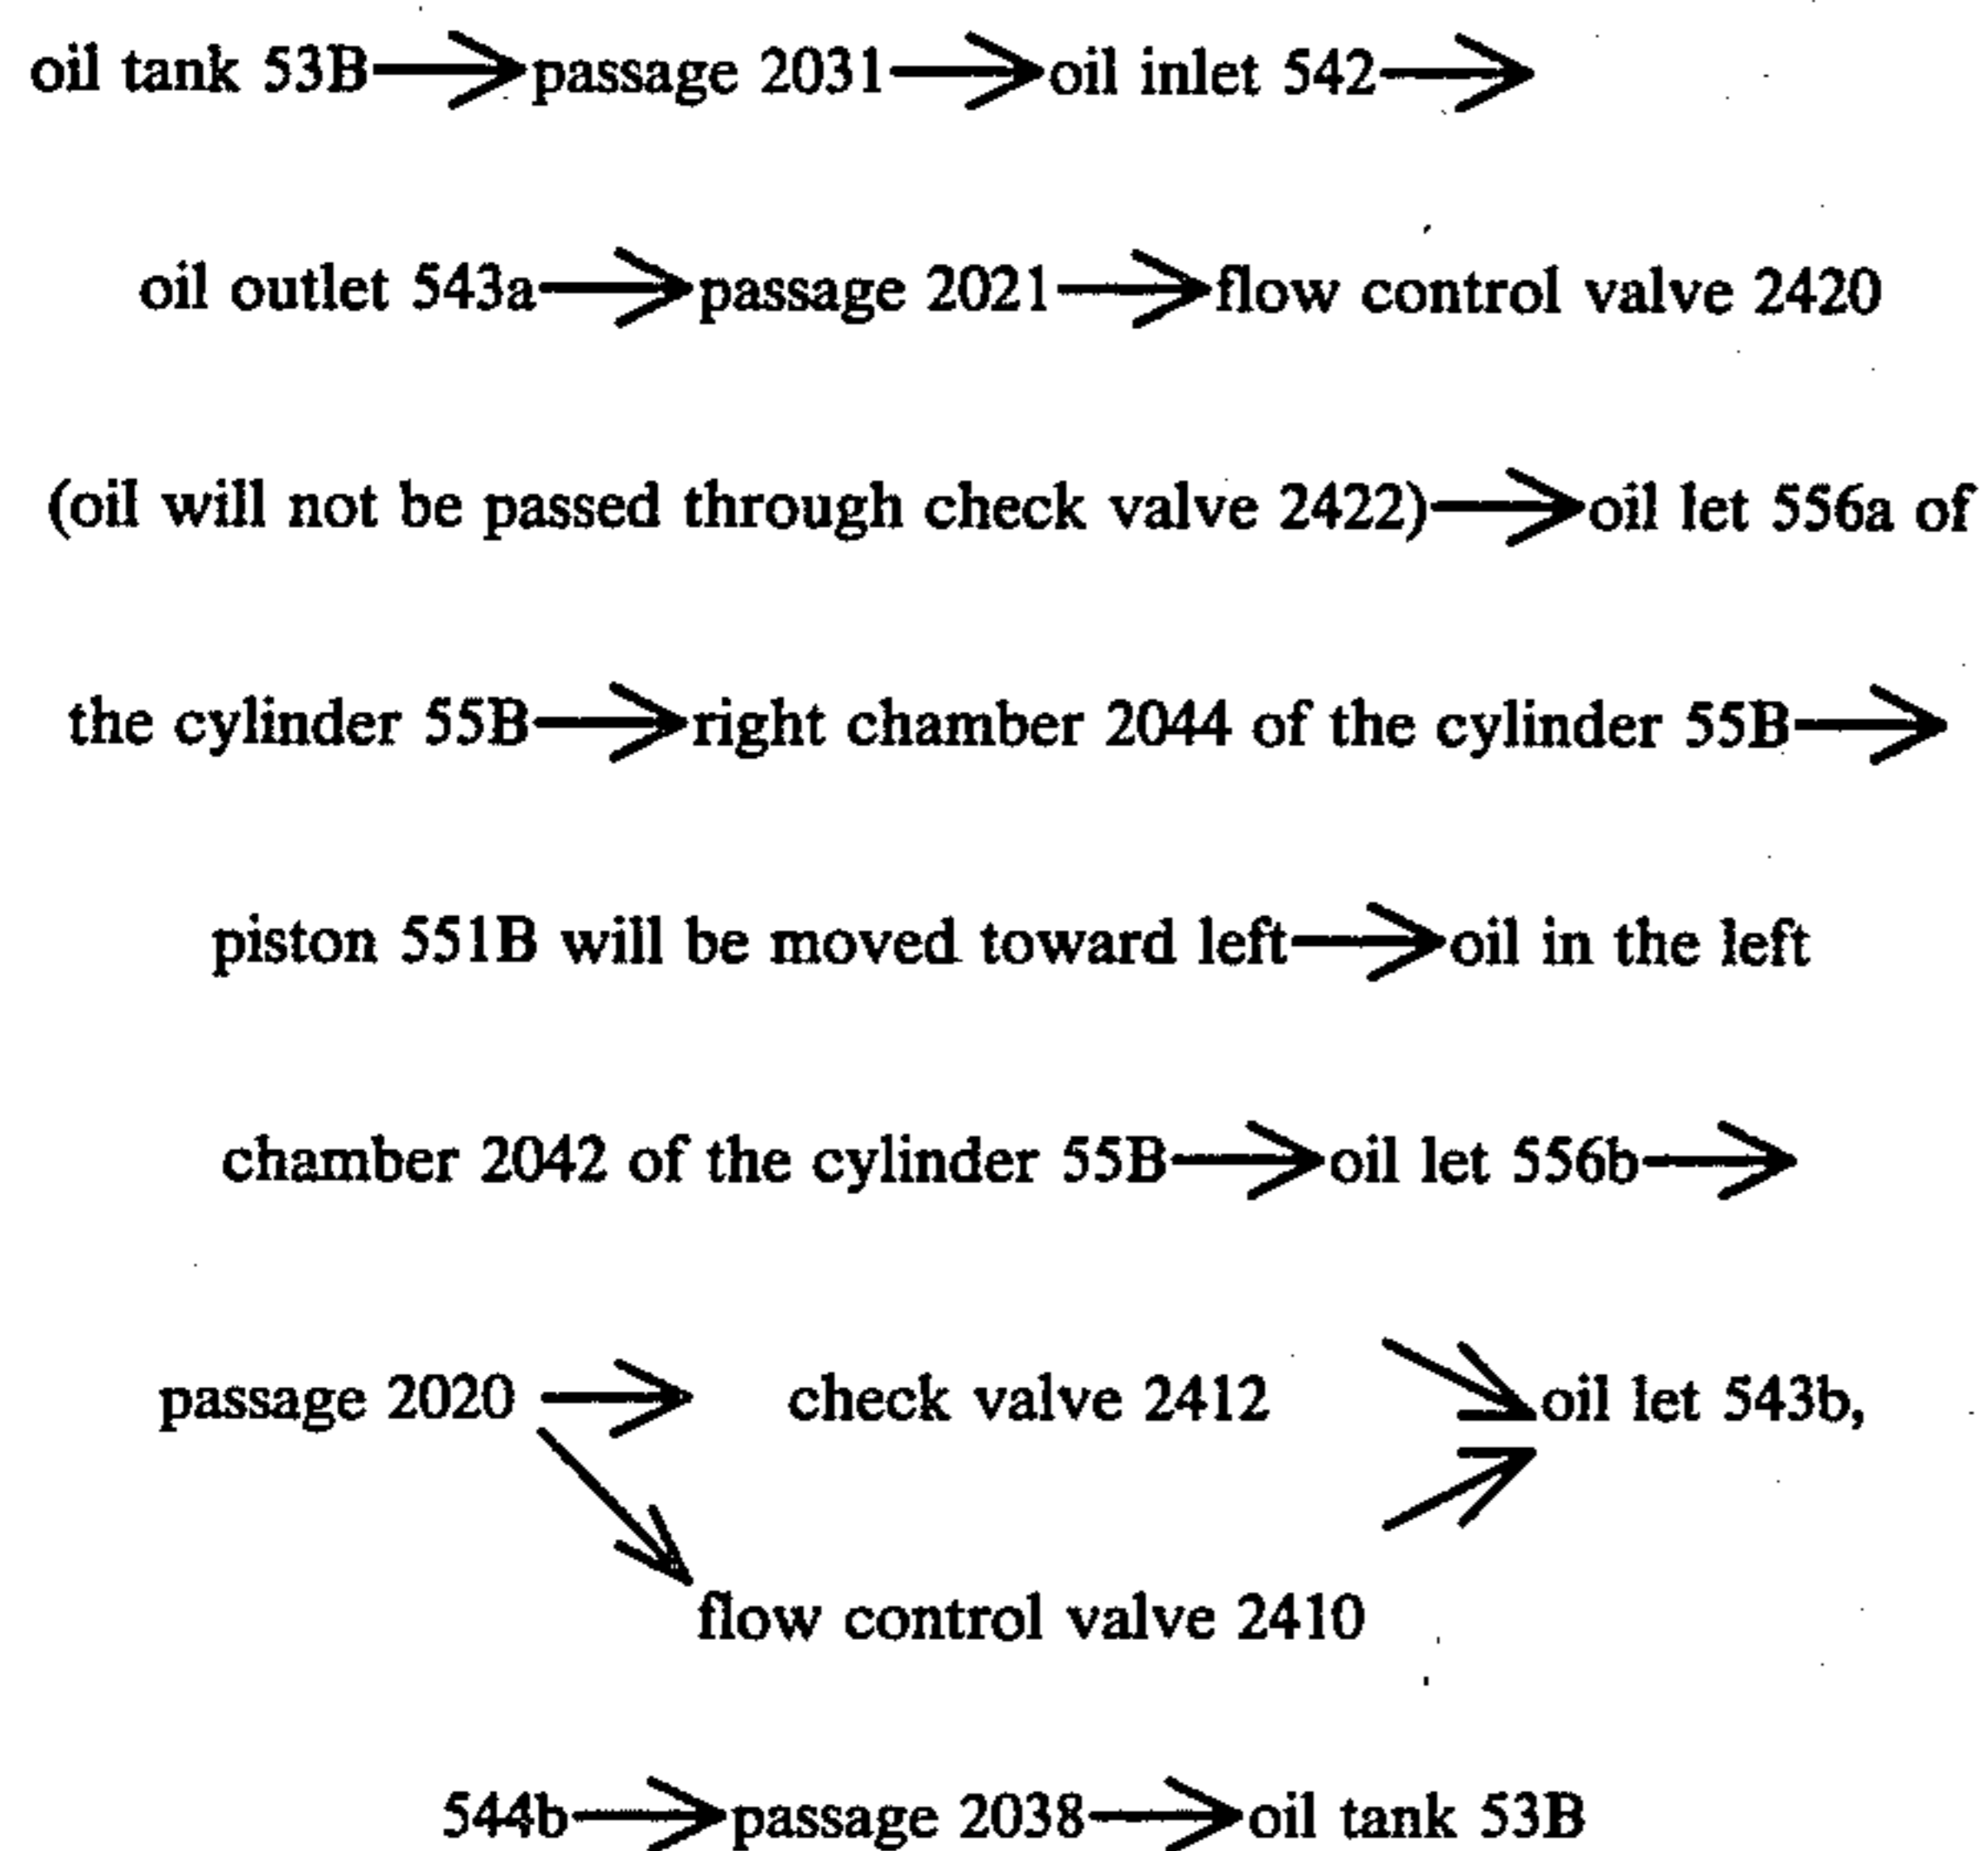 oil tank 53B→passage 2031→oil inlet 542→
oil outlet 543a→passage 2021→flow control valve 2420
(oil will not be passed through check valve 2422)→oil let 556a of
the cylinder 55B→right chamber 2044 of the cylinder 55B→
piston 551B will be moved toward left→oil in the left
chamber 2042 of the cylinder 55B→oil let 556b→
passage 2020 → check valve 2412 → oil let 543b,
flow control valve 2410
544b→passage 2038→oil tank 53B